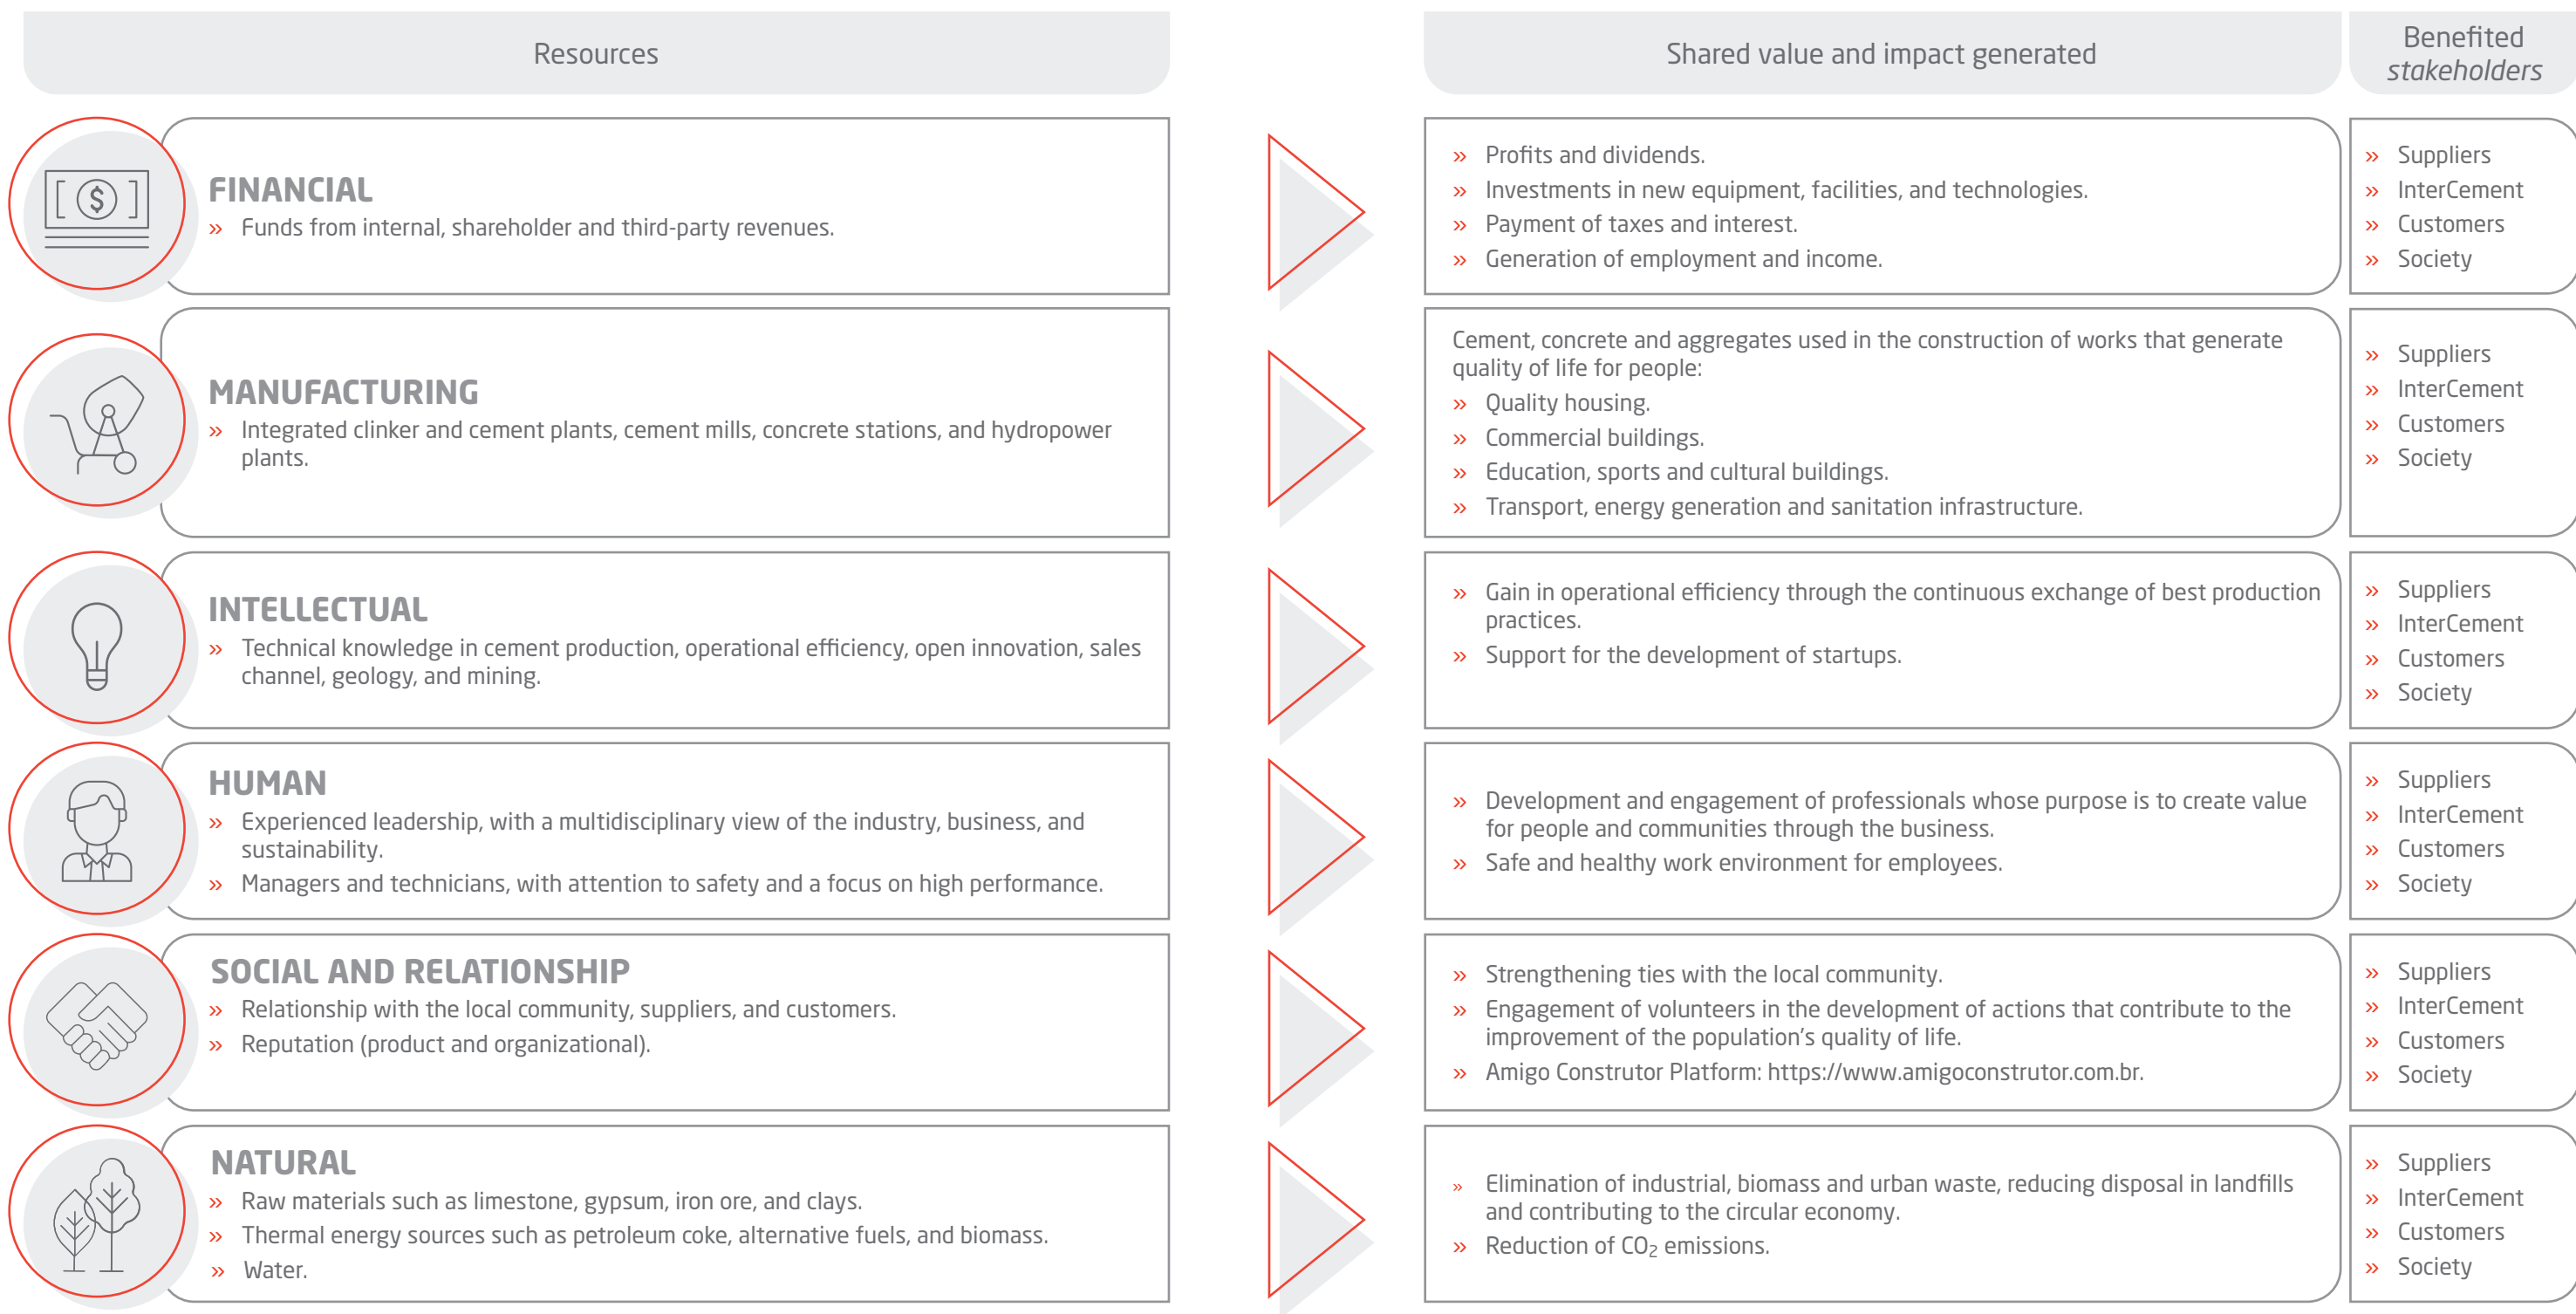 Resources
Shared value and impact generated
Benefited
stakeholders
FINANCIAL
» Funds from internal, shareholder and third-party revenues.
» Profits and dividends.
» Investments in new equipment, facilities, and technologies.
» Payment of taxes and interest.
» Generation of employment and income.
» Suppliers
» InterCement
» Customers
» Society
MANUFACTURING
» Integrated clinker and cement plants, cement mills, concrete stations, and hydropower
plants.
Cement, concrete and aggregates used in the construction of works that generate
quality of life for people:
» Quality housing.
» Commercial buildings.
» Education, sports and cultural buildings.
» Transport, energy generation and sanitation infrastructure.
» Suppliers
» InterCement
» Customers
» Society
INTELLECTUAL
» Technical knowledge in cement production, operational efficiency, open innovation, sales
channel, geology, and mining.
» Gain in operational efficiency through the continuous exchange of best production
practices.
» Support for the development of startups.
» Suppliers
» InterCement
» Customers
» Society
HUMAN
» Experienced leadership, with a multidisciplinary view of the industry, business, and
sustainability.
» Managers and technicians, with attention to safety and a focus on high performance.
» Development and engagement of professionals whose purpose is to create value
for people and communities through the business.
» Safe and healthy work environment for employees.
» Suppliers
» InterCement
» Customers
» Society
SOCIAL AND RELATIONSHIP
» Relationship with the local community, suppliers, and customers.
» Reputation (product and organizational).
» Strengthening ties with the local community.
» Engagement of volunteers in the development of actions that contribute to the
improvement of the population's quality of life.
» Amigo Construtor Platform: https://www.amigoconstrutor.com.br.
» Suppliers
» InterCement
» Customers
» Society
NATURAL
» Raw materials such as limestone, gypsum, iron ore, and clays.
» Thermal energy sources such as petroleum coke, alternative fuels, and biomass.
» Water.
» Elimination of industrial, biomass and urban waste, reducing disposal in landfills
and contributing to the circular economy.
» Reduction of CO₂ emissions.
» Suppliers
» InterCement
» Customers
» Society